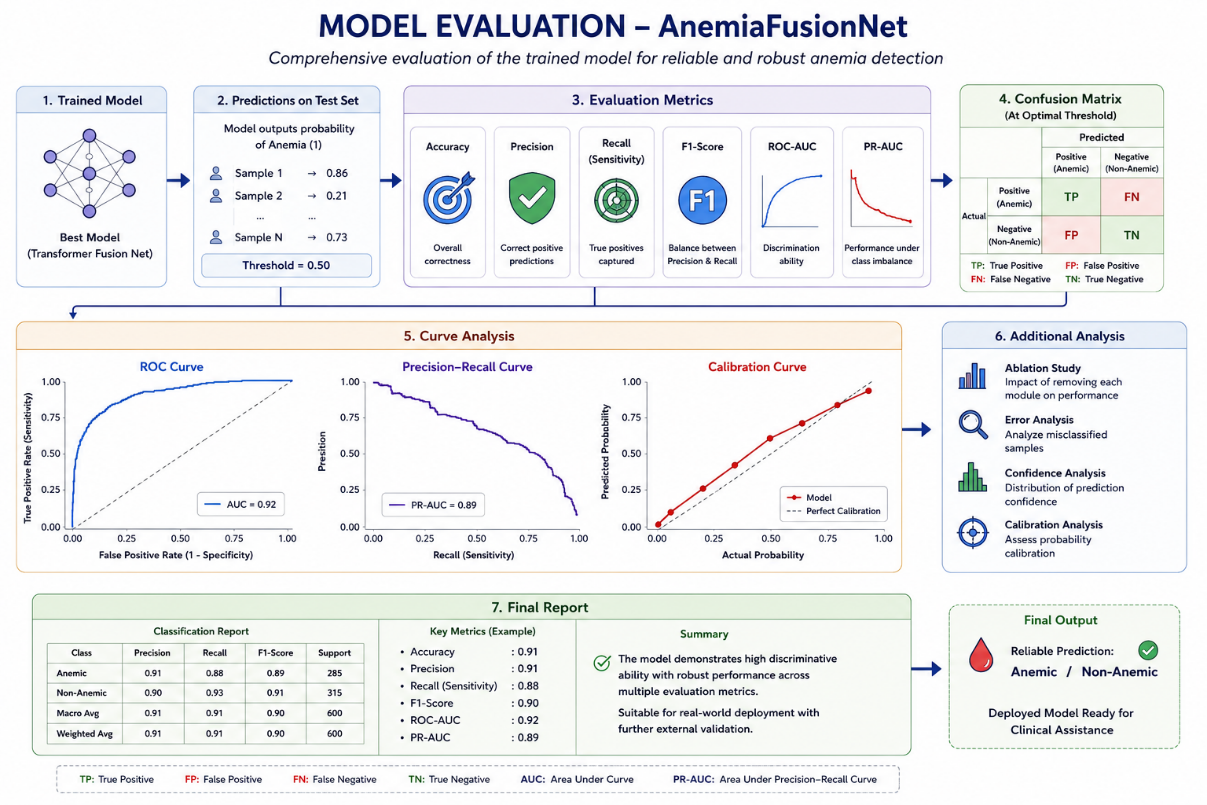 MODEL EVALUATION – AnemiaFusionNet
Comprehensive evaluation of the trained model for reliable and robust anemia detection
1. Trained Model
Best Model
(Transformer Fusion Net)
2. Predictions on Test Set
Model outputs probability
of Anemia (1)
Sample 1 → 0.86
Sample 2 → 0.21
... ...
Sample N → 0.73
Threshold = 0.50
3. Evaluation Metrics
Accuracy
Overall
correctness
Precision
Correct positive
predictions
Recall
(Sensitivity)
True positives
captured
F1-Score
F1
Balance between
Precision & Recall
ROC-AUC
Discrimination
ability
PR-AUC
Performance under
class imbalance
4. Confusion Matrix
(At Optimal Threshold)
Predicted
Positive
(Anemic)
Negative
(Non-Anemic)
Actual
Positive
(Anemic)
TP
FN
Negative
(Non-Anemic)
FP
TN
TP: True Positive FP: False Positive
FN: False Negative TN: True Negative
5. Curve Analysis
ROC Curve
True Positive Rate (Sensitivity)
1.00
0.75
0.50
0.25
0.00
AUC = 0.92
0.00 0.25 0.50 0.75 1.00
False Positive Rate (1 - Specificity)
Precision–Recall Curve
Presition
1.00
0.75
0.50
0.25
0.00
PR-AUC = 0.89
0.00 0.25 0.50 0.75 1.00
Recall (Sensitivity)
Calibration Curve
Predicted Probability
1.00
0.75
0.50
0.25
0.00
Model
Perfect Calibration
0.00 0.25 0.50 0.75 1.00
Actual Probability
6. Additional Analysis
Ablation Study
Impact of removing each
module on performance
Error Analysis
Analyze misclassified
samples
Confidence Analysis
Distribution of prediction
confidence
Calibration Analysis
Assess probability
calibration
7. Final Report
Classification Report
Class Precision Recall F1-Score Support
Anemic 0.91 0.88 0.89 285
Non-Anemic 0.90 0.93 0.91 315
Macro Avg 0.91 0.91 0.90 600
Weighted Avg 0.91 0.91 0.90 600
Key Metrics (Example)
• Accuracy : 0.91
• Precision : 0.91
• Recall (Sensitivity) : 0.88
• F1-Score : 0.90
• ROC-AUC : 0.92
• PR-AUC : 0.89
Summary
The model demonstrates high discriminative
ability with robust performance across
multiple evaluation metrics.
Suitable for real-world deployment with
further external validation.
Final Output
Reliable Prediction:
Anemic / Non-Anemic
Deployed Model Ready for
Clinical Assistance
TP: True Positive FP: False Positive FN: False Negative TN: True Negative AUC: Area Under Curve PR-AUC: Area Under Precision–Recall Curve